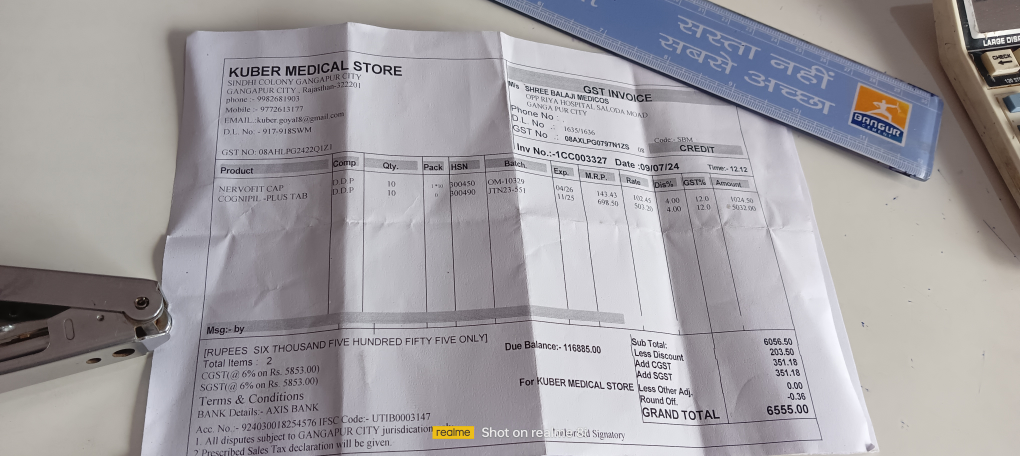 KUBER MEDICAL STORE
SINDHI COLONY GANGAPUR CITY
GANGAPUR CITY , Rajasthan-322201
phone :- 9982681903
Mobile :- 9772613177
EMAIL.:kuber.goyal8@gmail.com
D.L. No. - 917-918SWM
GST NO: 08AHLPG2422Q1Z1
GST INVOICE
M/s SHREE BALAJI MEDICOS
OPP RIYA HOSPITAL SALODA MOAD
GANGA PUR CITY
Phone No :
D.L. No .: 1635/1636
GST No .: 08AXLPG0797N1ZS 08
Code : SBM
CREDIT
Inv No.:-1CC003327 Date :09/07/24 Time:- 12.12
Product Comp. Qty. Pack HSN Batch. Exp. M.R.P. Rate Dis% GST% Amount
NERVOFIT CAP D.D.P 10 300450 OM-10329 04/26 143.43 102.45 4.00 12.0 1024.50
COGNIPIL -PLUS TAB D.D.P 10 300490 JTN23-551 11/25 698.50 503.20 4.00 12.0 5032.00
Msg:- by
[RUPEES SIX THOUSAND FIVE HUNDRED FIFTY FIVE ONLY]
Total Items : 2
CGST(@ 6% on Rs. 5853.00)
SGST(@ 6% on Rs. 5853.00)
Terms & Conditions
BANK Details:- AXIS BANK
Acc. No.:- 924030018254576 IFSC Code:- UTIB0003147
1. All disputes subject to GANGAPUR CITY jurisdiction
2 Prescribed Sales Tax declaration will be given.
Due Balance:- 116885.00
For KUBER MEDICAL STORE
Signatory
Sub Total: 6056.50
Less Discount 203.50
Add CGST 351.18
Add SGST 351.18
Less Other Adj. 0.00
Round Off. -0.36
GRAND TOTAL 6555.00
सस्ता नहीं
सबसे अच्छा
BANGUR
CEMENT
LARGE DIS
CHECK
realme Shot on realme